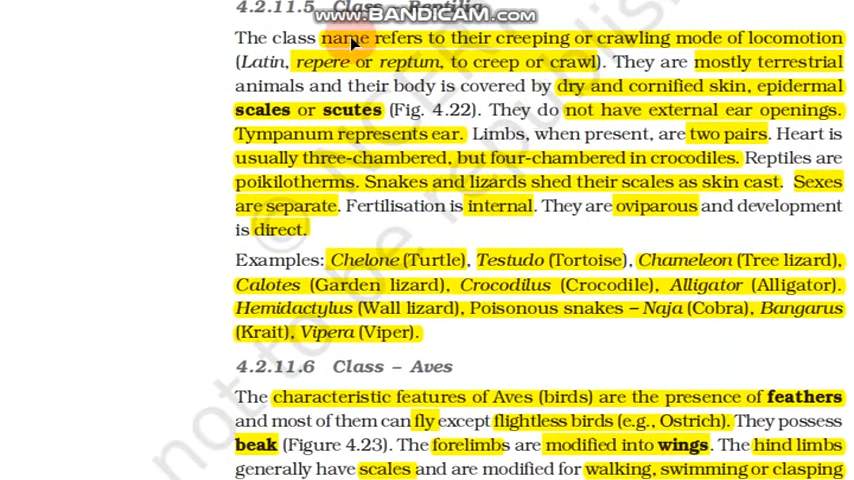 4.2.11.5 Class – Reptilia
WWW.BANDICAM.COM
The class name refers to their creeping or crawling mode of locomotion
(Latin, repere or reptum, to creep or crawl). They are mostly terrestrial
animals and their body is covered by dry and cornified skin, epidermal
scales or scutes (Fig. 4.22). They do not have external ear openings.
Tympanum represents ear. Limbs, when present, are two pairs. Heart is
usually three-chambered, but four-chambered in crocodiles. Reptiles are
poikilotherms. Snakes and lizards shed their scales as skin cast. Sexes
are separate. Fertilisation is internal. They are oviparous and development
is direct.
Examples: Chelone (Turtle), Testudo (Tortoise), Chameleon (Tree lizard),
Calotes (Garden lizard), Crocodilus (Crocodile), Alligator (Alligator).
Hemidactylus (Wall lizard), Poisonous snakes – Naja (Cobra), Bangarus
(Krait), Vipera (Viper).
4.2.11.6 Class – Aves
The characteristic features of Aves (birds) are the presence of feathers
and most of them can fly except flightless birds (e.g., Ostrich). They possess
beak (Figure 4.23). The forelimbs are modified into wings. The hind limbs
generally have scales and are modified for walking, swimming or clasping
© NCER
not to be republis